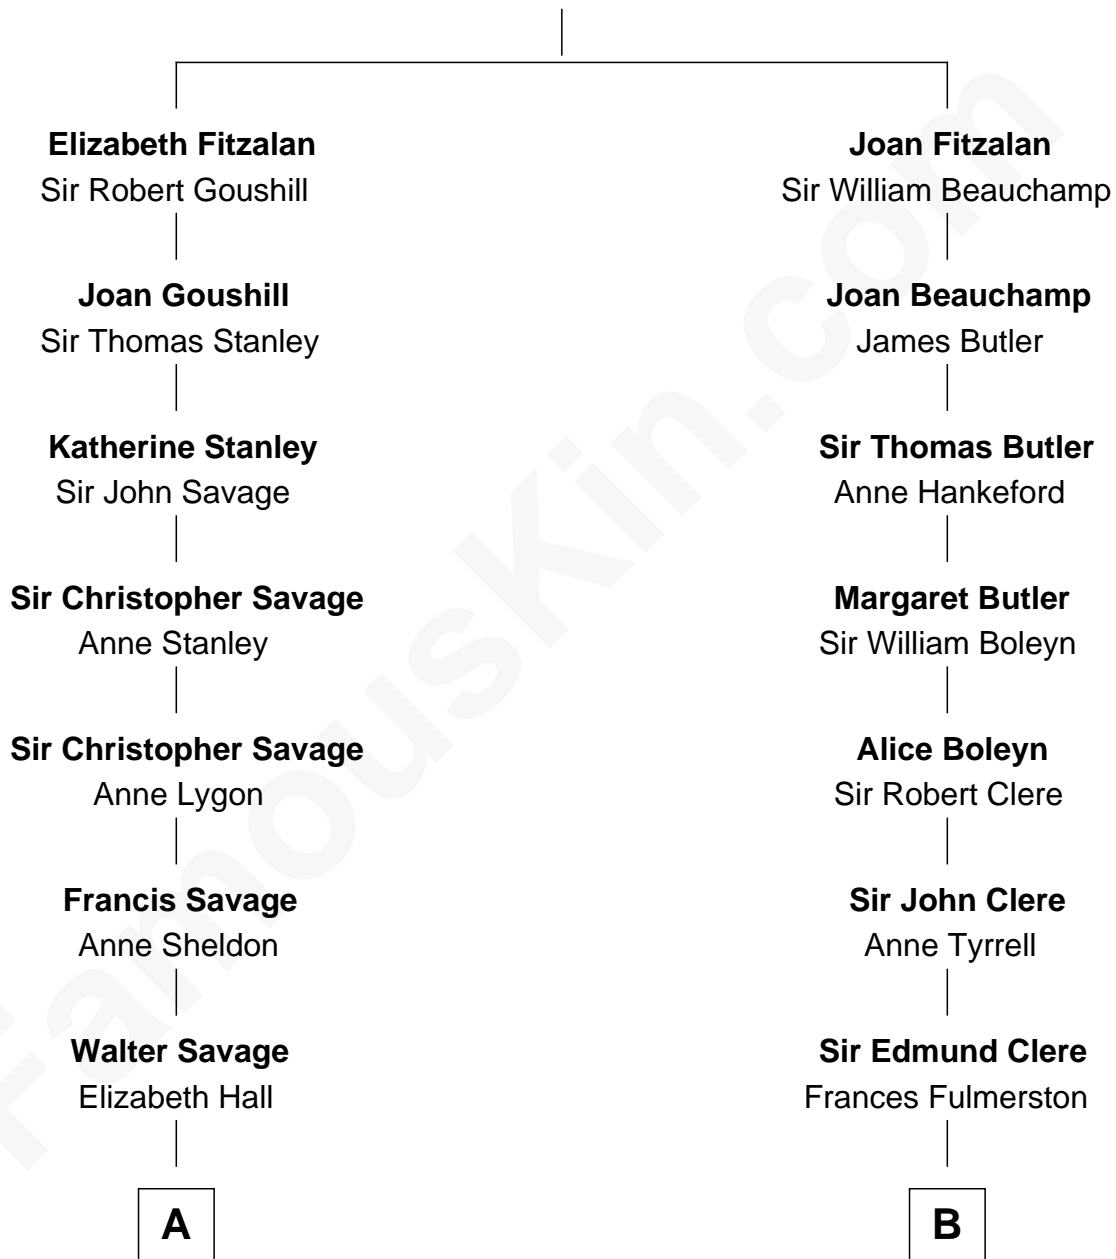 Elizabeth Fitzalan
Sir Robert Goushill
Joan Goushill
Sir Thomas Stanley
Katherine Stanley
Sir John Savage
Sir Christopher Savage
Anne Stanley
Sir Christopher Savage
Anne Lygon
Francis Savage
Anne Sheldon
Walter Savage
Elizabeth Hall
A
Joan Fitzalan
Sir William Beauchamp
Joan Beauchamp
James Butler
Sir Thomas Butler
Anne Hankeford
Margaret Butler
Sir William Boleyn
Alice Boleyn
Sir Robert Clere
Sir John Clere
Anne Tyrrell
Sir Edmund Clere
Frances Fulmerston
B
FamousKin.com